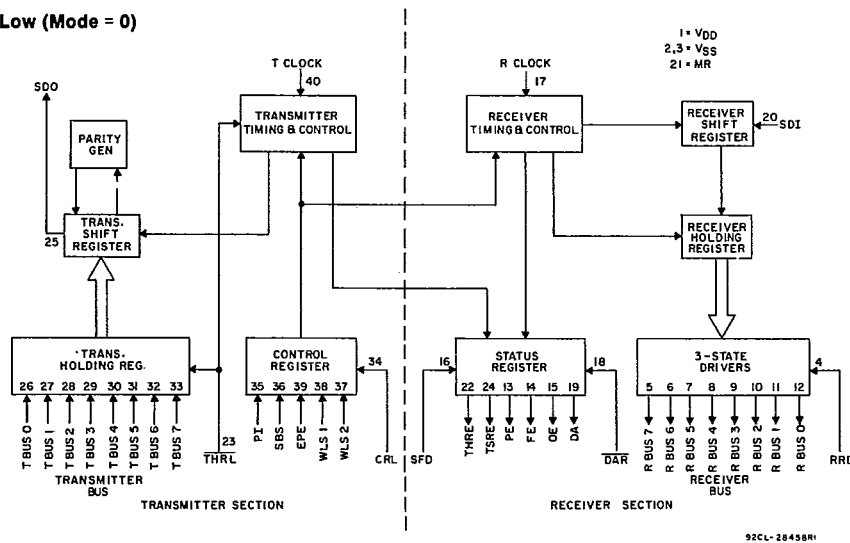 Low (Mode = 0)
1 = VDD
2,3 = VSS
21 = MR
T CLOCK
40
R CLOCK
17
SDO
TRANSMITTER
TIMING & CONTROL
RECEIVER
TIMING & CONTROL
RECEIVER
SHIFT
REGISTER
20 SDI
PARITY
GEN
25
TRANS.
SHIFT
REGISTER
RECEIVER
HOLDING
REGISTER
TRANS.
HOLDING REG.
26 27 28 29 30 31 32 33
CONTROL
REGISTER
35 36 39 38 37
34
16
STATUS
REGISTER
22 24 13 14 15 19
18
3-STATE
DRIVERS
5 6 7 8 9 10 11 12
4
T BUS 0
T BUS 1
T BUS 2
T BUS 3
T BUS 4
T BUS 5
T BUS 6
T BUS 7
TRANSMITTER
BUS
23
THRL
PI
SBS
EPE
WLS 1
WLS 2
CRL
SFD
THRE
TSRE
PE
FE
OE
DA
DAR
R BUS 7
R BUS 6
R BUS 5
R BUS 4
R BUS 3
R BUS 2
R BUS 1
R BUS 0
RECEIVER
BUS
RRD
TRANSMITTER SECTION
RECEIVER SECTION
92CL-28458R1